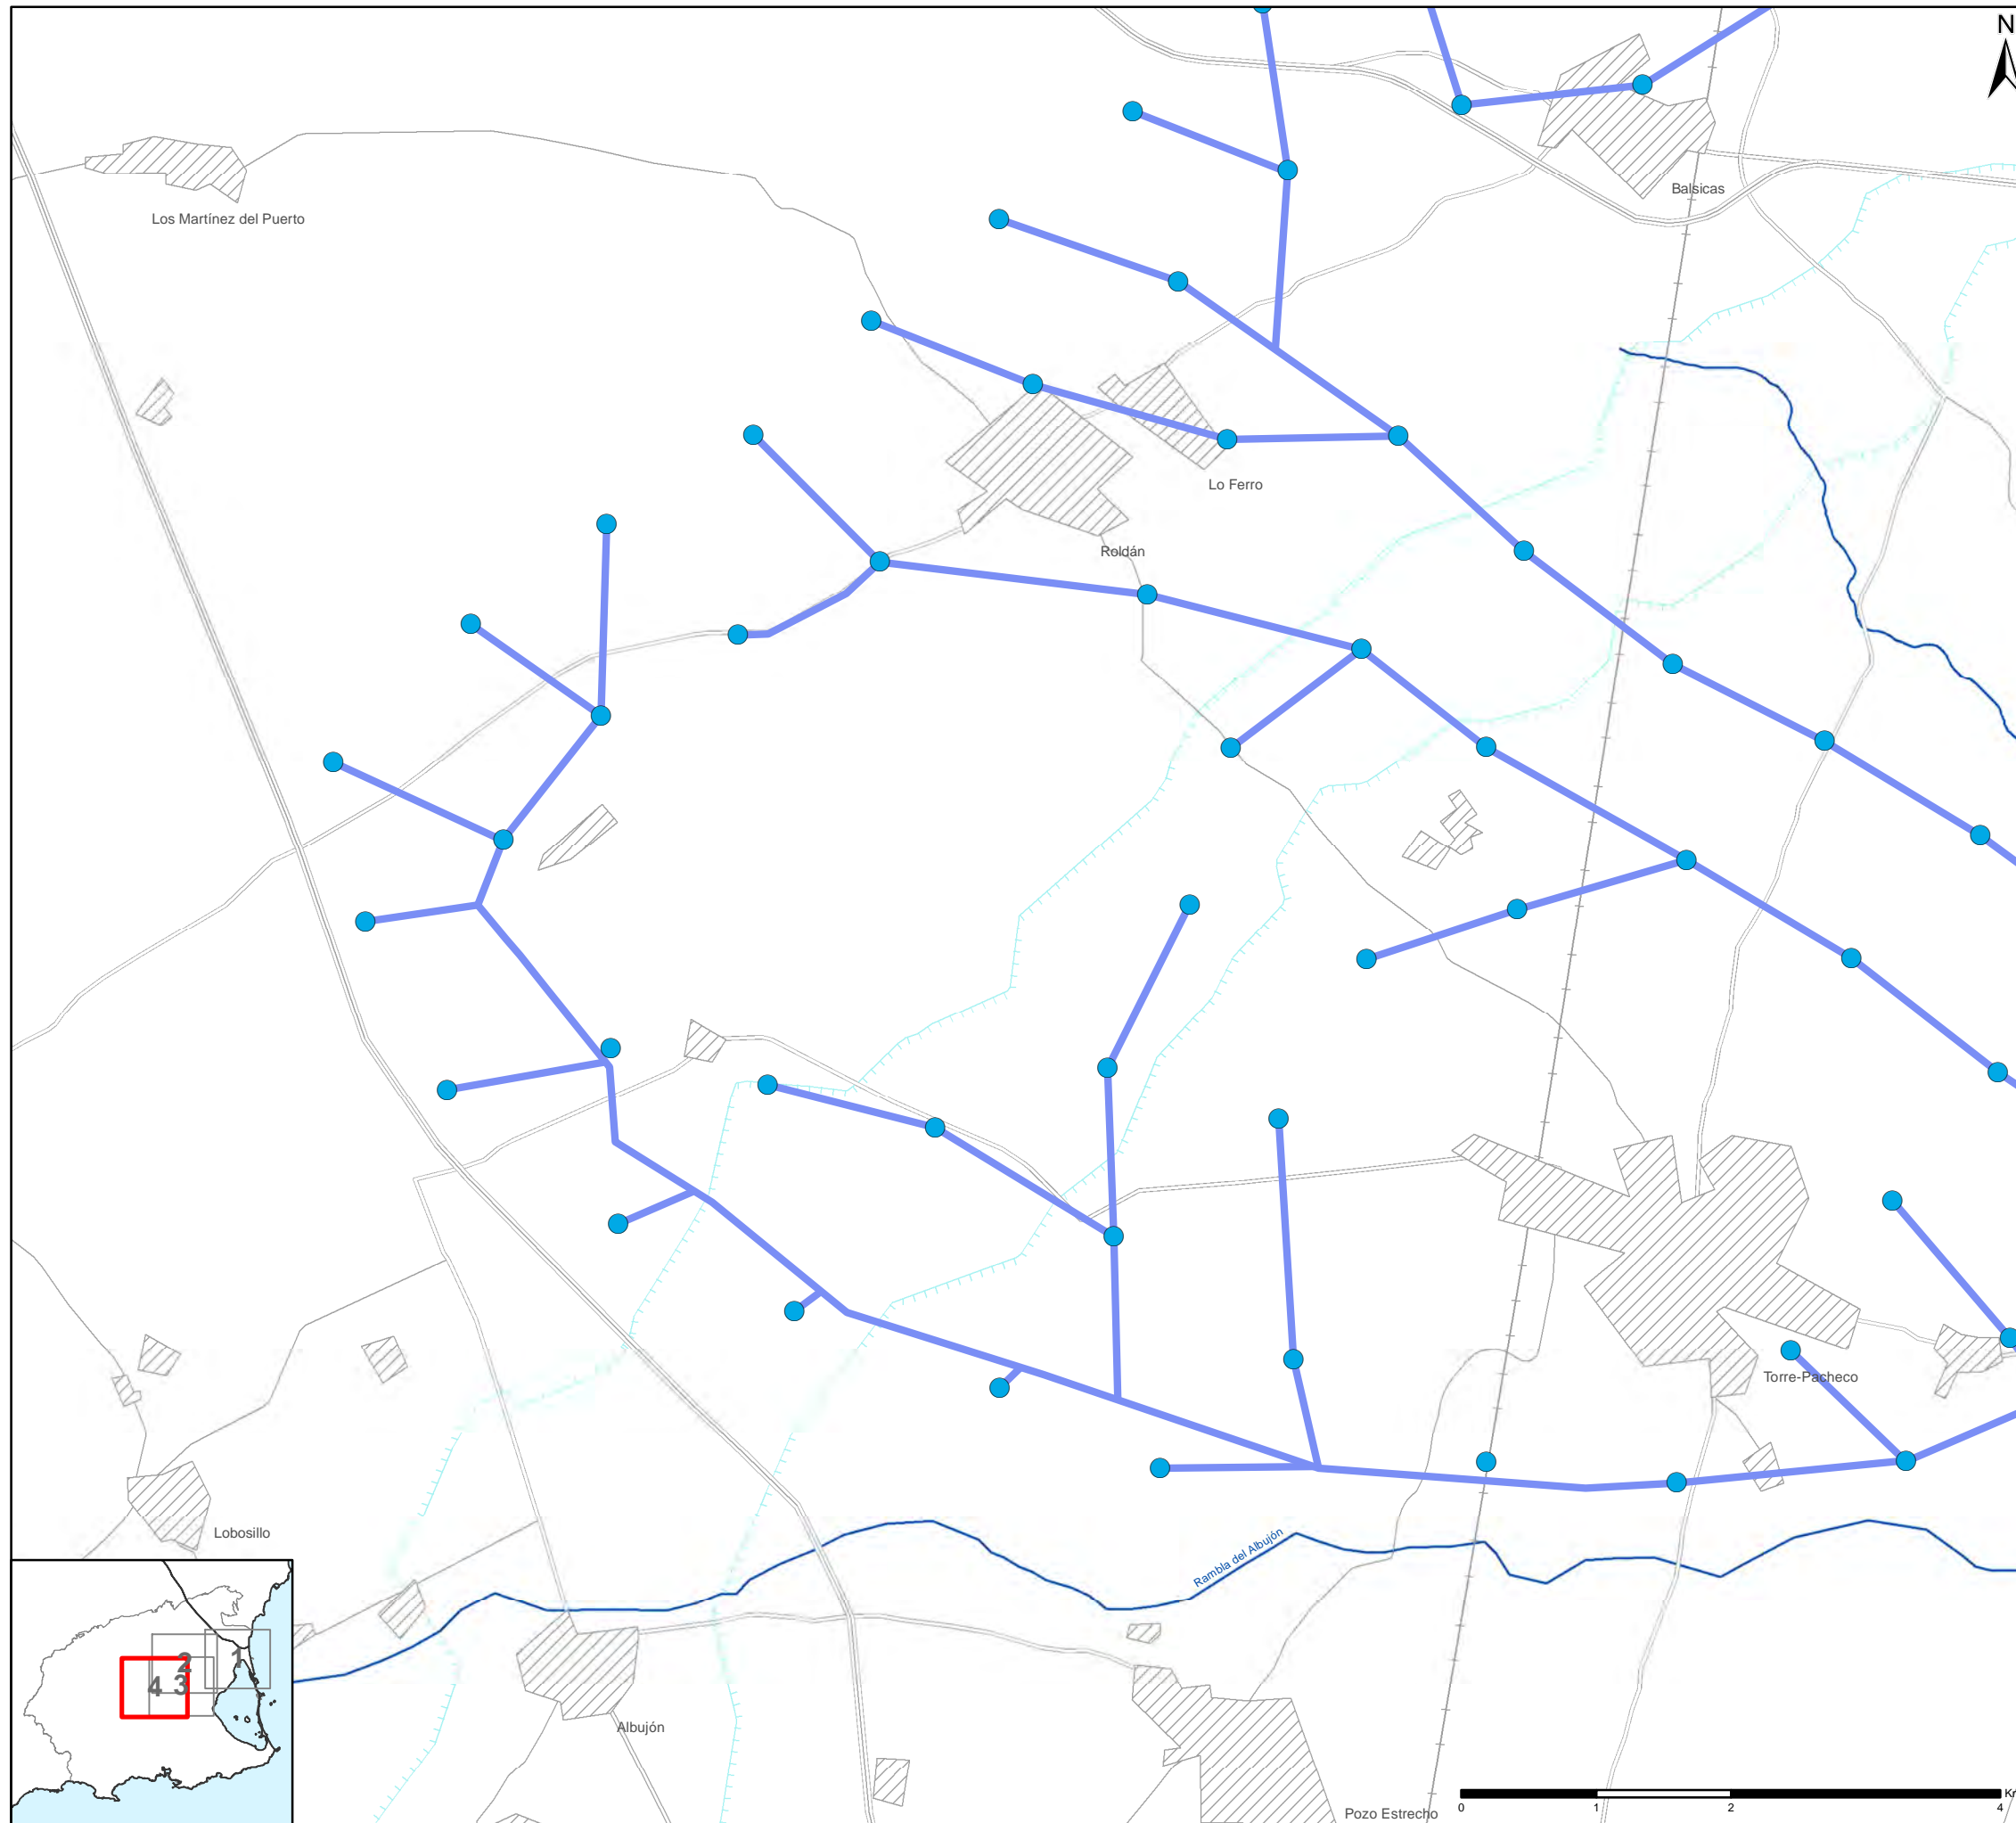 N
Balsicas
Los Martínez del Puerto
Lo Ferro
Roldán
Torre-Pacheco
Lobosillo
Rambla del Albujón
2
1
4
3
Albujón
Pozo Estrecho
0
1
2
4